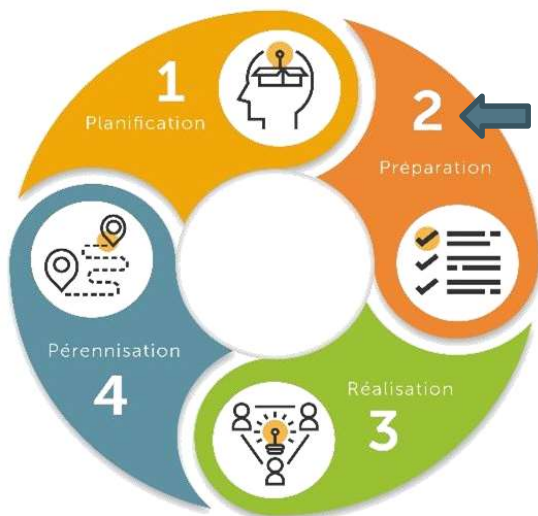 1
Planification
2
Préparation
Réalisation
3
Pérennisation
4